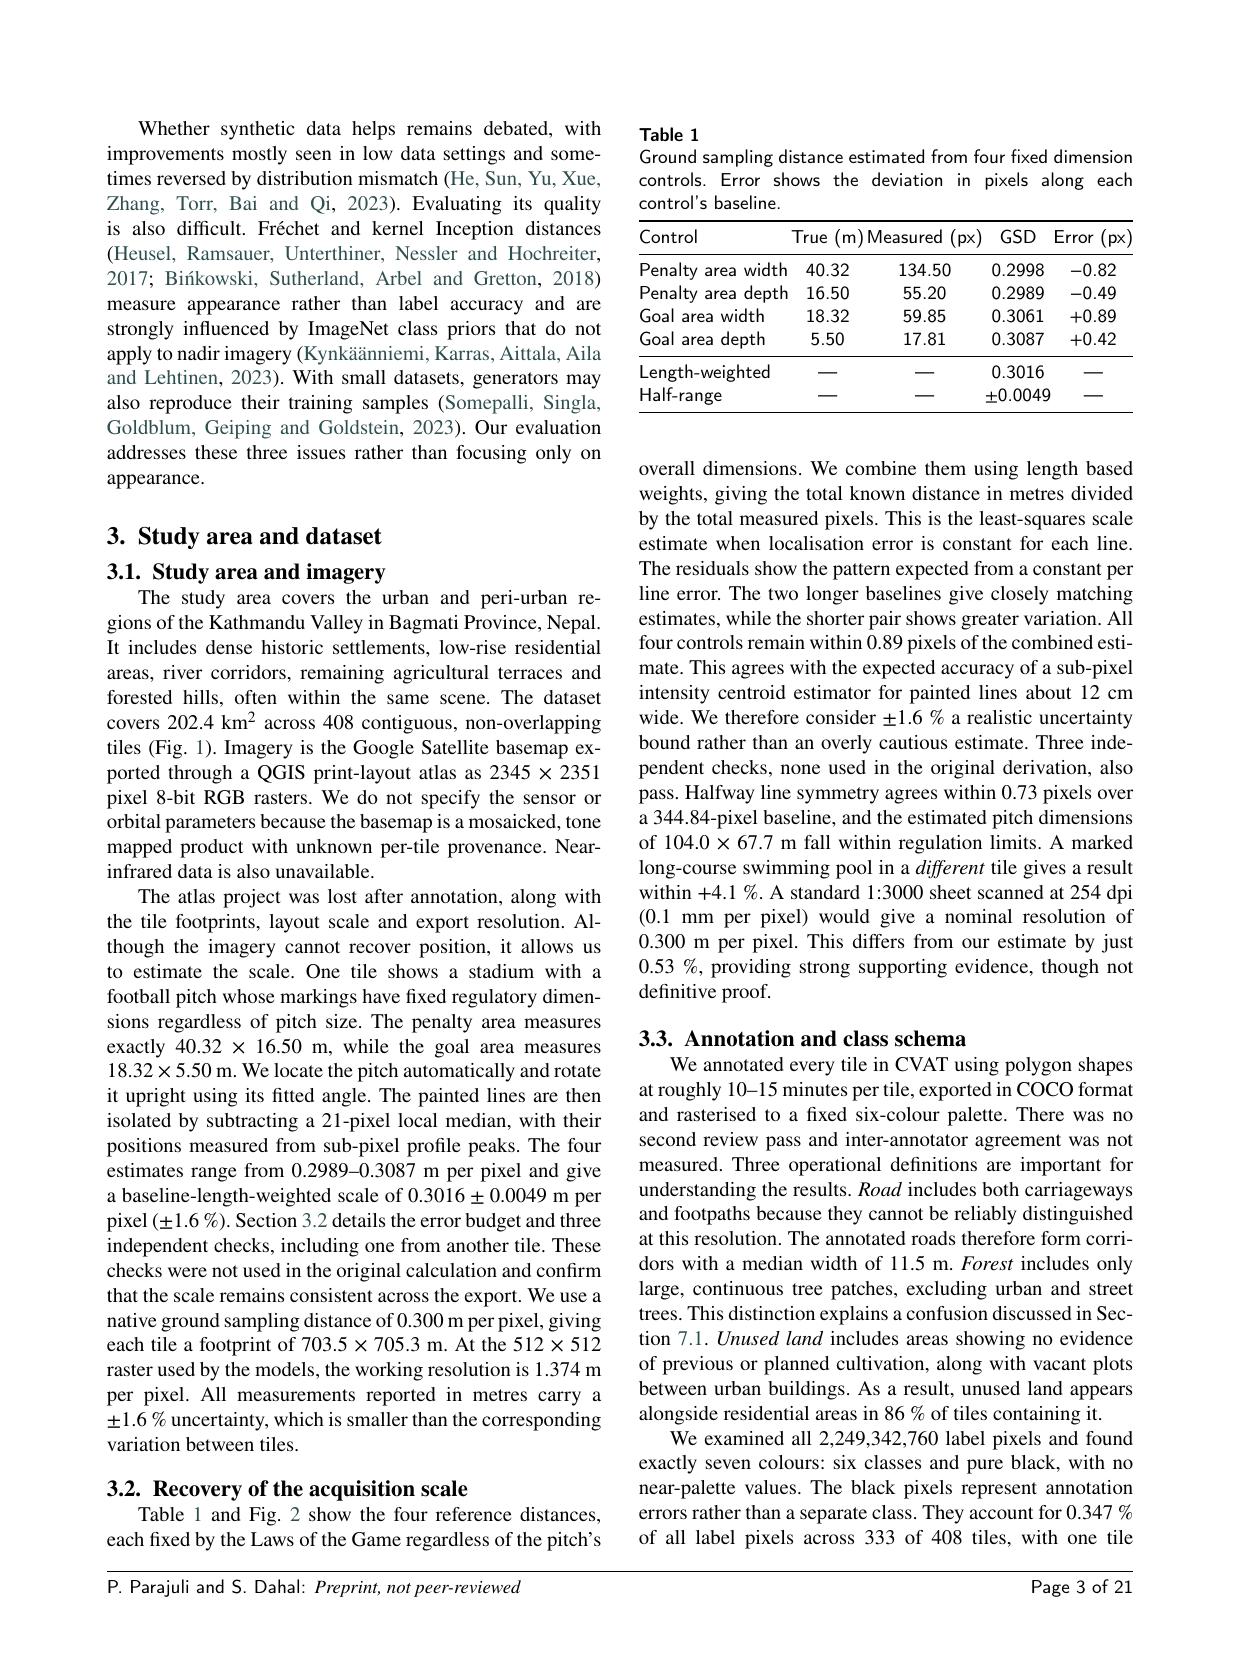 Whether synthetic data helps remains debated, with
improvements mostly seen in low data settings and some-
times reversed by distribution mismatch (He, Sun, Yu, Xue,
Zhang, Torr, Bai and Qi, 2023). Evaluating its quality
is also difficult. Fréchet and kernel Inception distances
(Heusel, Ramsauer, Unterthiner, Nessler and Hochreiter,
2017; Bińkowski, Sutherland, Arbel and Gretton, 2018)
measure appearance rather than label accuracy and are
strongly influenced by ImageNet class priors that do not
apply to nadir imagery (Kynkäänniemi, Karras, Aittala, Aila
and Lehtinen, 2023). With small datasets, generators may
also reproduce their training samples (Somepalli, Singla,
Goldblum, Geiping and Goldstein, 2023). Our evaluation
addresses these three issues rather than focusing only on
appearance.
3. Study area and dataset
3.1. Study area and imagery
The study area covers the urban and peri-urban re-
gions of the Kathmandu Valley in Bagmati Province, Nepal.
It includes dense historic settlements, low-rise residential
areas, river corridors, remaining agricultural terraces and
forested hills, often within the same scene. The dataset
covers 202.4 km² across 408 contiguous, non-overlapping
tiles (Fig. 1). Imagery is the Google Satellite basemap ex-
ported through a QGIS print-layout atlas as 2345 × 2351
pixel 8-bit RGB rasters. We do not specify the sensor or
orbital parameters because the basemap is a mosaicked, tone
mapped product with unknown per-tile provenance. Near-
infrared data is also unavailable.
The atlas project was lost after annotation, along with
the tile footprints, layout scale and export resolution. Al-
though the imagery cannot recover position, it allows us
to estimate the scale. One tile shows a stadium with a
football pitch whose markings have fixed regulatory dimen-
sions regardless of pitch size. The penalty area measures
exactly 40.32 × 16.50 m, while the goal area measures
18.32 × 5.50 m. We locate the pitch automatically and rotate
it upright using its fitted angle. The painted lines are then
isolated by subtracting a 21-pixel local median, with their
positions measured from sub-pixel profile peaks. The four
estimates range from 0.2989–0.3087 m per pixel and give
a baseline-length-weighted scale of 0.3016 ± 0.0049 m per
pixel (±1.6 %). Section 3.2 details the error budget and three
independent checks, including one from another tile. These
checks were not used in the original calculation and confirm
that the scale remains consistent across the export. We use a
native ground sampling distance of 0.300 m per pixel, giving
each tile a footprint of 703.5 × 705.3 m. At the 512 × 512
raster used by the models, the working resolution is 1.374 m
per pixel. All measurements reported in metres carry a
±1.6 % uncertainty, which is smaller than the corresponding
variation between tiles.
3.2. Recovery of the acquisition scale
Table 1 and Fig. 2 show the four reference distances,
each fixed by the Laws of the Game regardless of the pitch's
Table 1
Ground sampling distance estimated from four fixed dimension
controls. Error shows the deviation in pixels along each
control's baseline.
Control True (m) Measured (px) GSD Error (px)
Penalty area width 40.32 134.50 0.2998 −0.82
Penalty area depth 16.50 55.20 0.2989 −0.49
Goal area width 18.32 59.85 0.3061 +0.89
Goal area depth 5.50 17.81 0.3087 +0.42
Length-weighted — — 0.3016 —
Half-range — — ±0.0049 —
overall dimensions. We combine them using length based
weights, giving the total known distance in metres divided
by the total measured pixels. This is the least-squares scale
estimate when localisation error is constant for each line.
The residuals show the pattern expected from a constant per
line error. The two longer baselines give closely matching
estimates, while the shorter pair shows greater variation. All
four controls remain within 0.89 pixels of the combined esti-
mate. This agrees with the expected accuracy of a sub-pixel
intensity centroid estimator for painted lines about 12 cm
wide. We therefore consider ±1.6 % a realistic uncertainty
bound rather than an overly cautious estimate. Three inde-
pendent checks, none used in the original derivation, also
pass. Halfway line symmetry agrees within 0.73 pixels over
a 344.84-pixel baseline, and the estimated pitch dimensions
of 104.0 × 67.7 m fall within regulation limits. A marked
long-course swimming pool in a different tile gives a result
within +4.1 %. A standard 1:3000 sheet scanned at 254 dpi
(0.1 mm per pixel) would give a nominal resolution of
0.300 m per pixel. This differs from our estimate by just
0.53 %, providing strong supporting evidence, though not
definitive proof.
3.3. Annotation and class schema
We annotated every tile in CVAT using polygon shapes
at roughly 10–15 minutes per tile, exported in COCO format
and rasterised to a fixed six-colour palette. There was no
second review pass and inter-annotator agreement was not
measured. Three operational definitions are important for
understanding the results. Road includes both carriageways
and footpaths because they cannot be reliably distinguished
at this resolution. The annotated roads therefore form corri-
dors with a median width of 11.5 m. Forest includes only
large, continuous tree patches, excluding urban and street
trees. This distinction explains a confusion discussed in Sec-
tion 7.1. Unused land includes areas showing no evidence
of previous or planned cultivation, along with vacant plots
between urban buildings. As a result, unused land appears
alongside residential areas in 86 % of tiles containing it.
We examined all 2,249,342,760 label pixels and found
exactly seven colours: six classes and pure black, with no
near-palette values. The black pixels represent annotation
errors rather than a separate class. They account for 0.347 %
of all label pixels across 333 of 408 tiles, with one tile
P. Parajuli and S. Dahal: Preprint, not peer-reviewed
Page 3 of 21